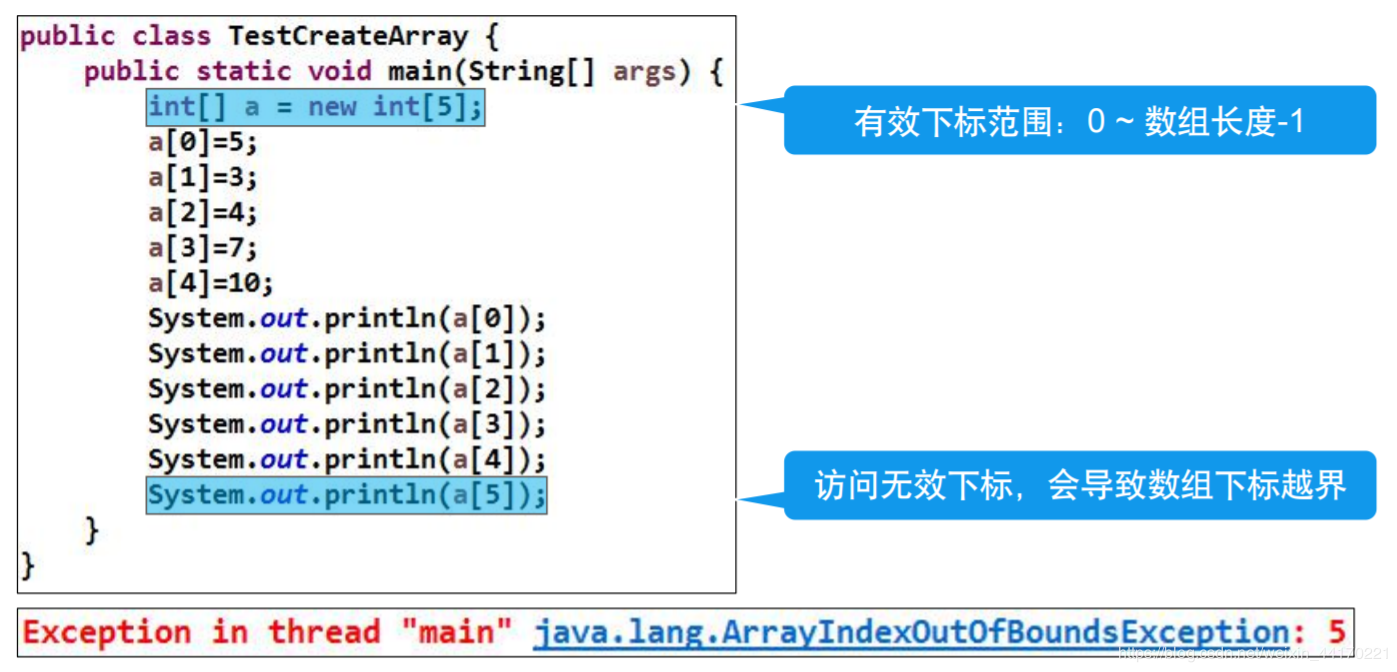 public class TestCreateArray {
    public static void main(String[] args) {
        int[] a = new int[5];
        a[0]=5;
        a[1]=3;
        a[2]=4;
        a[3]=7;
        a[4]=10;
        System.out.println(a[0]);
        System.out.println(a[1]);
        System.out.println(a[2]);
        System.out.println(a[3]);
        System.out.println(a[4]);
        System.out.println(a[5]);
    }
}
有效下标范围：0 ~ 数组长度-1
访问无效下标，会导致数组下标越界
Exception in thread "main" java.lang.ArrayIndexOutOfBoundsException: 5
https://blog.csdn.net/weixin_44170221